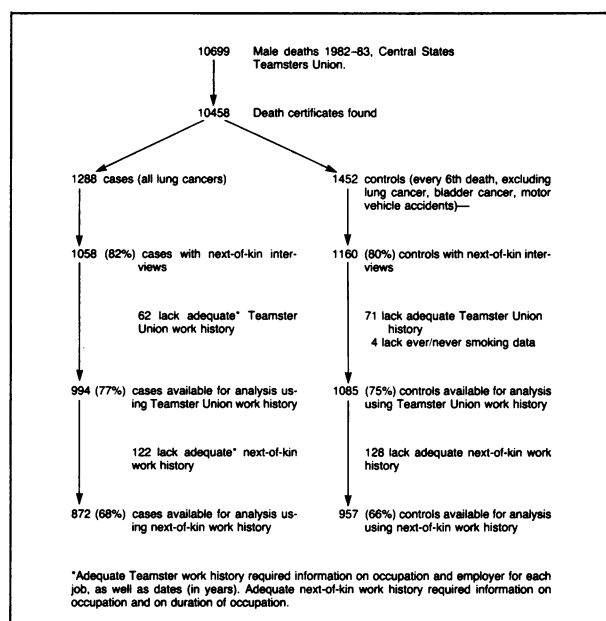 10699 Male deaths 1982–83, Central States
Teamsters Union.
10458 Death certificates found
1288 cases (all lung cancers)
1452 controls (every 6th death, excluding
lung cancer, bladder cancer, motor
vehicle accidents)—
1058 (82%) cases with next-of-kin inter-
views
1160 (80%) controls with next-of-kin inter-
views
62 lack adequate* Teamster
Union work history
71 lack adequate Teamster Union
history
4 lack ever/never smoking data
994 (77%) cases available for analysis us-
ing Teamster Union work history
1085 (75%) controls available for analysis
using Teamster Union work history
122 lack adequate* next-of-kin
work history
128 lack adequate next-of-kin work
history
872 (68%) cases available for analysis us-
ing next-of-kin work history
957 (66%) controls available for analysis
using next-of-kin work history
*Adequate Teamster work history required information on occupation and employer for each
job, as well as dates (in years). Adequate next-of-kin work history required information on
occupation and on duration of occupation.